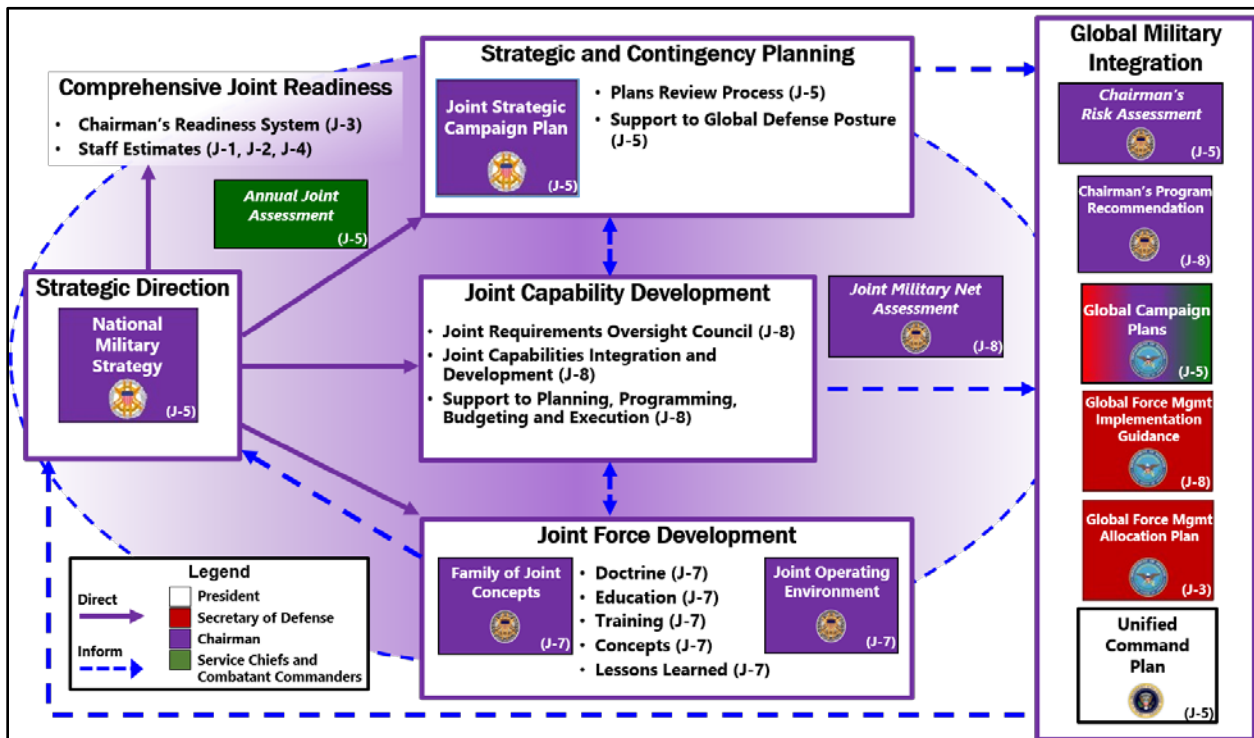 Comprehensive Joint Readiness
• Chairman's Readiness System (J-3)
• Staff Estimates (J-1, J-2, J-4)
Annual Joint
Assessment
(J-5)
Strategic Direction
National
Military
Strategy
(J-5)
Strategic and Contingency Planning
Joint Strategic
Campaign Plan
(J-5)
• Plans Review Process (J-5)
• Support to Global Defense Posture
(J-5)
Joint Capability Development
• Joint Requirements Oversight Council (J-8)
• Joint Capabilities Integration and
Development (J-8)
• Support to Planning, Programming,
Budgeting and Execution (J-8)
Joint Military Net
Assessment
(J-8)
Joint Force Development
Family of Joint
Concepts
(J-7)
• Doctrine (J-7)
• Education (J-7)
• Training (J-7)
• Concepts (J-7)
• Lessons Learned (J-7)
Joint Operating
Environment
(J-7)
Legend
Direct
Inform
President
Secretary of Defense
Chairman
Service Chiefs and
Combatant Commanders
Global Military
Integration
Chairman's
Risk Assessment
(J-5)
Chairman's Program
Recommendation
(J-8)
Global Campaign
Plans
(J-5)
Global Force Mgmt
Implementation
Guidance
(J-8)
Global Force Mgmt
Allocation Plan
(J-3)
Unified
Command
Plan
(J-5)